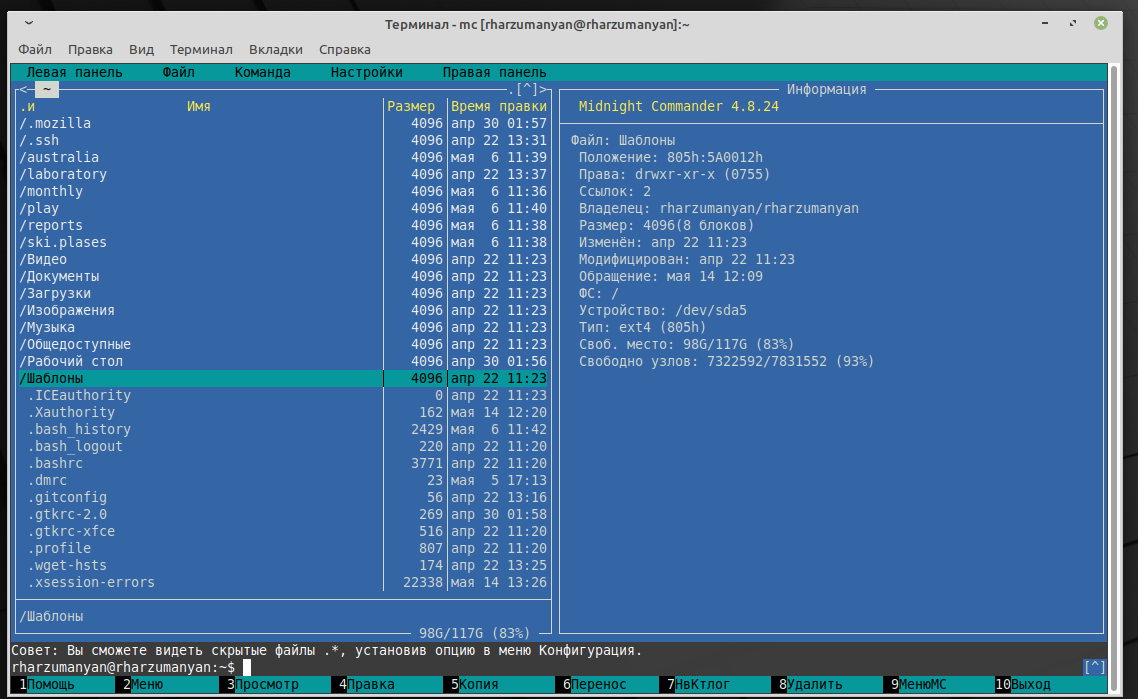 Терминал - mc [rharzumanyan@rharzumanyan]:~
Файл Правка Вид Терминал Вкладки Справка
Левая панель Файл Команда Настройки Правая панель
<- ~ .[^]> Информация
.и Имя Размер Время правки Midnight Commander 4.8.24
/.mozilla 4096 апр 30 01:57
/.ssh 4096 апр 22 13:31 Файл: Шаблоны
/australia 4096 мая 6 11:39 Положение: 805h:5A0012h
/laboratory 4096 апр 22 13:37 Права: drwxr-xr-x (0755)
/monthly 4096 мая 6 11:36 Ссылок: 2
/play 4096 мая 6 11:40 Владелец: rharzumanyan/rharzumanyan
/reports 4096 мая 6 11:38 Размер: 4096(8 блоков)
/ski.plases 4096 мая 6 11:38 Изменён: апр 22 11:23
/Видео 4096 апр 22 11:23 Модифицирован: апр 22 11:23
/Документы 4096 апр 22 11:23 Обращение: мая 14 12:09
/Загрузки 4096 апр 22 11:23 ФС: /
/Изображения 4096 апр 22 11:23 Устройство: /dev/sda5
/Музыка 4096 апр 22 11:23 Тип: ext4 (805h)
/Общедоступные 4096 апр 22 11:23 Своб. место: 98G/117G (83%)
/Рабочий стол 4096 апр 30 01:56 Свободно узлов: 7322592/7831552 (93%)
/Шаблоны 4096 апр 22 11:23
.ICEauthority 0 апр 22 11:23
.Xauthority 162 мая 14 12:20
.bash_history 2429 мая 6 11:42
.bash_logout 220 апр 22 11:20
.bashrc 3771 апр 22 11:20
.dmrc 23 мая 5 17:13
.gitconfig 56 апр 22 13:16
.gtkrc-2.0 269 апр 30 01:58
.gtkrc-xfce 516 апр 22 11:20
.profile 807 апр 22 11:20
.wget-hsts 174 апр 22 13:25
.xsession-errors 22338 мая 14 13:26
/Шаблоны
98G/117G (83%)
Совет: Вы сможете видеть скрытые файлы .*, установив опцию в меню Конфигурация.
rharzumanyan@rharzumanyan:~$ [^]
1Помощь 2Меню 3Просмотр 4Правка 5Копия 6Перенос 7НвКтлог 8Удалить 9МенюMC 10Выход